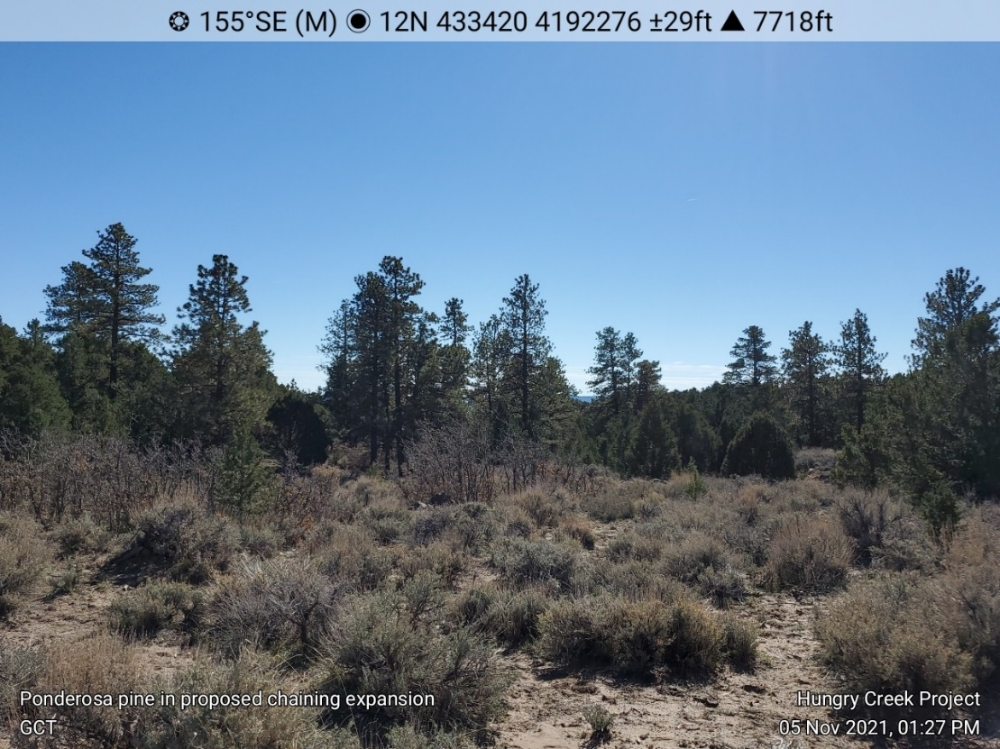 155°SE (M) 12N 433420 4192276 ±29ft ▲ 7718ft
Ponderosa pine in proposed chaining expansion
GCT
Hungry Creek Project
05 Nov 2021, 01:27 PM